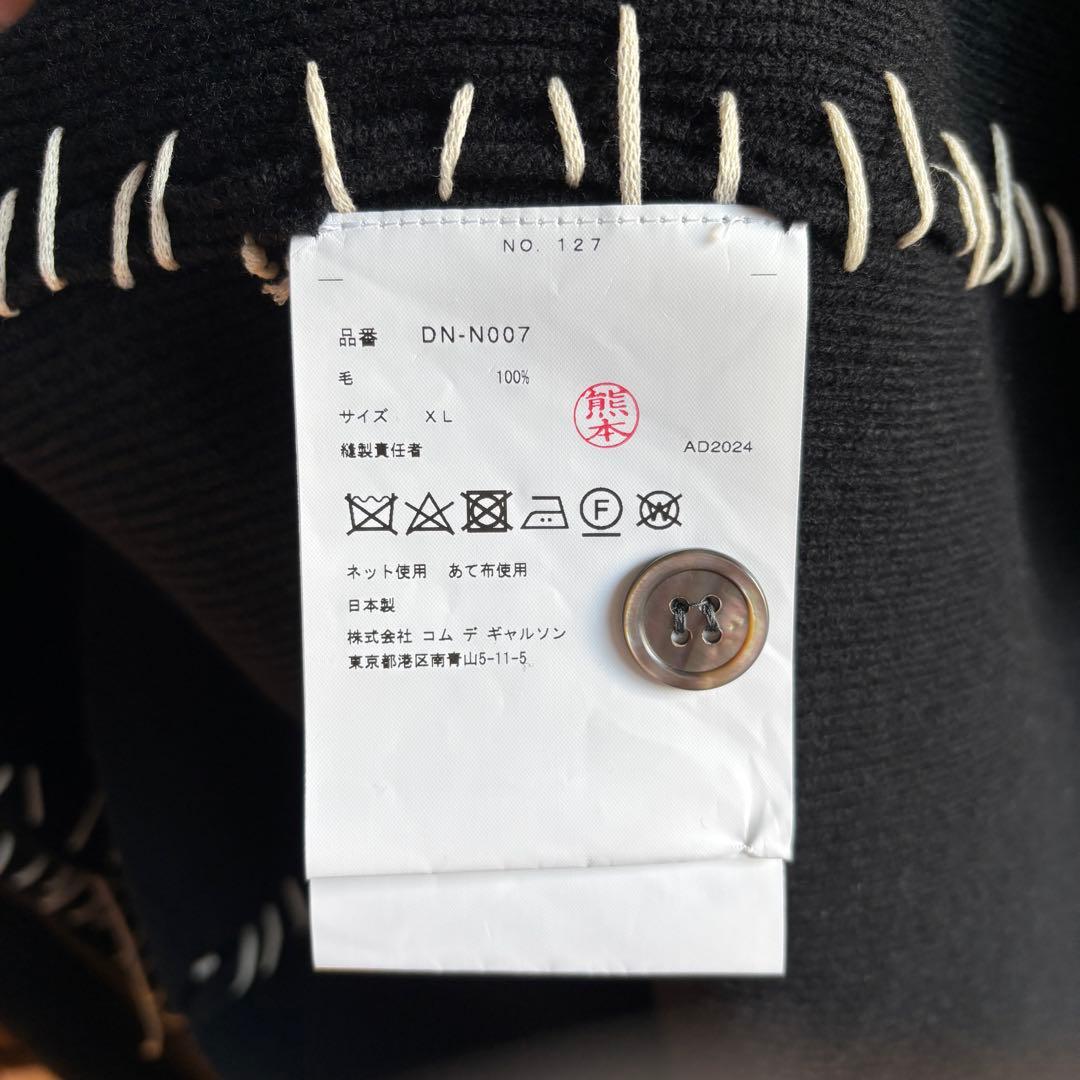 NO. 127
品番 DN-N007
毛 100%
サイズ XL
熊本
縫製責任者 AD2024
F W
ネット使用 あて布使用
日本製
株式会社 コム デ ギャルソン
東京都港区南青山5-11-5